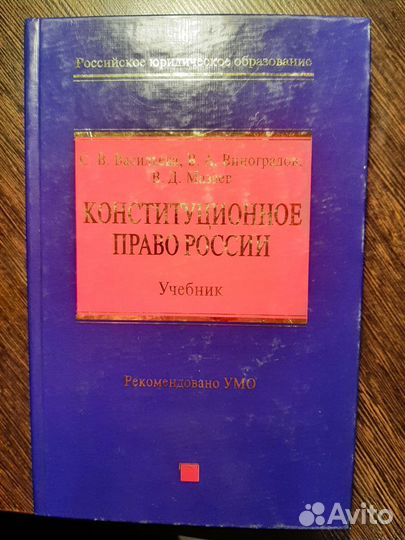 Российское юридическое образование
С. В. Васильева, В. А. Виноградов,
В. Д. Мазаев
КОНСТИТУЦИОННОЕ
ПРАВО РОССИИ
Учебник
Рекомендовано УМО
Avito